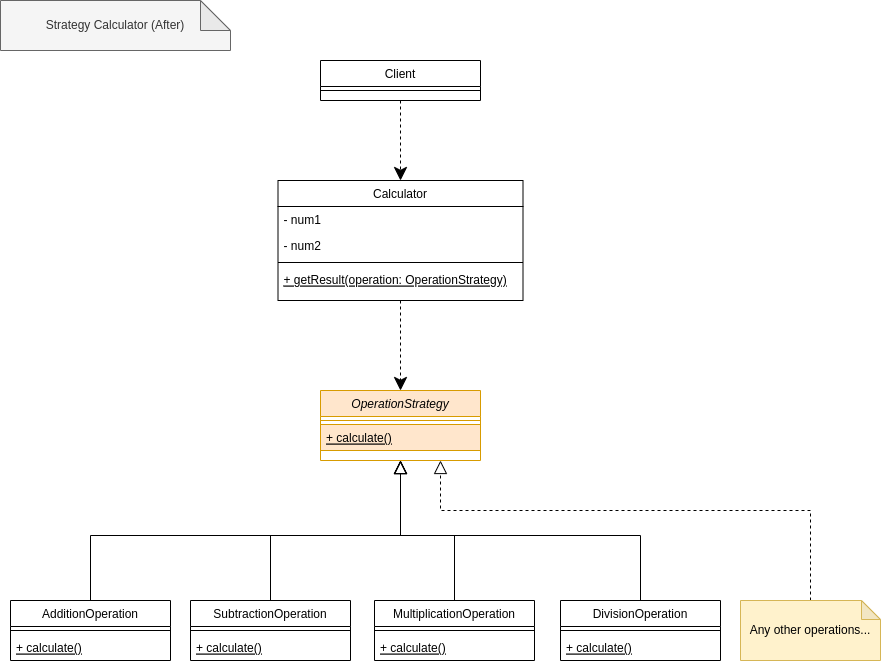 Strategy Calculator (After)
Client
Calculator
- num1
- num2
+ getResult(operation: OperationStrategy)
OperationStrategy
+ calculate()
AdditionOperation
+ calculate()
SubtractionOperation
+ calculate()
MultiplicationOperation
+ calculate()
DivisionOperation
+ calculate()
Any other operations...